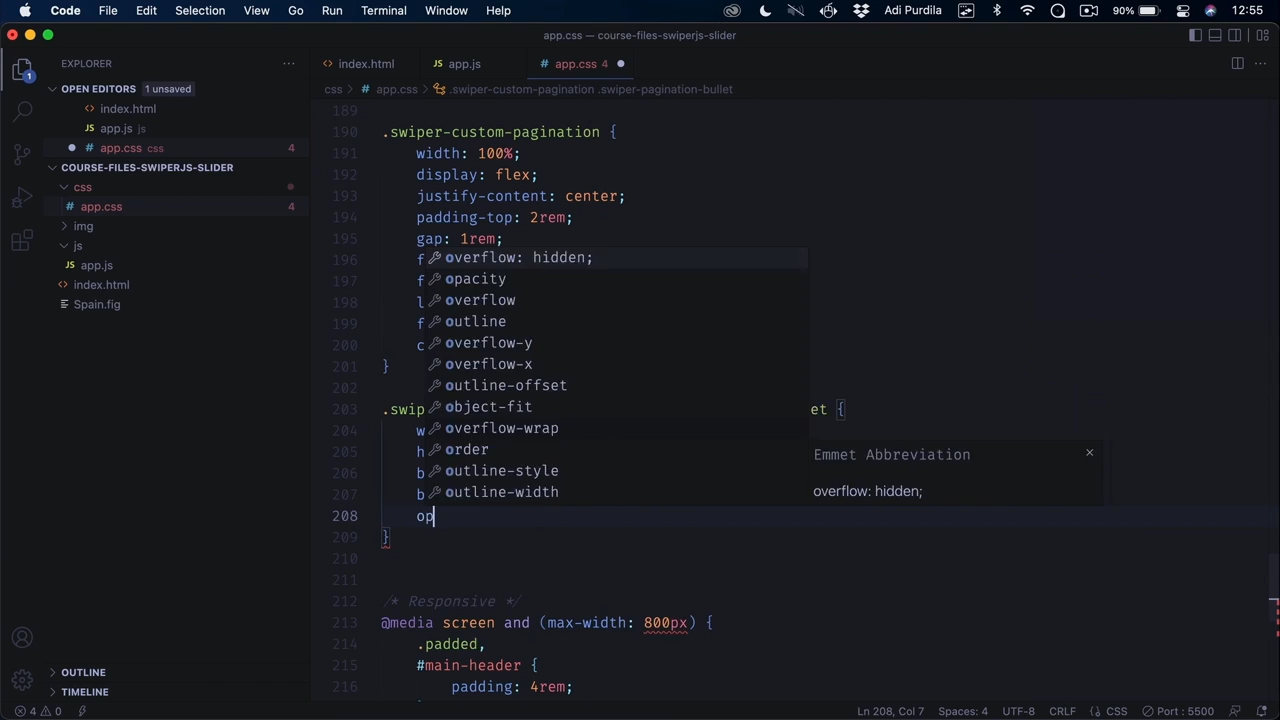 Code File Edit Selection View Go Run Terminal Window Help Adi Purdila 90% 12:55
app.css — course-files-swiperjs-slider
EXPLORER
index.html app.js app.css 4
OPEN EDITORS 1 unsaved
css > app.css > .swiper-custom-pagination .swiper-pagination-bullet
index.html
app.js js
app.css css 4
COURSE-FILES-SWIPERJS-SLIDER
css
app.css 4
img
js
app.js
index.html
Spain.fig
OUTLINE
TIMELINE
189
190 .swiper-custom-pagination {
191 width: 100%;
192 display: flex;
193 justify-content: center;
194 padding-top: 2rem;
195 gap: 1rem;
196 f
197 f
198 l
199 f
200 c
201 }
202
203 .swip et {
204 w
205 h
206 b
207 b
208 op
209 }
210
211
212 /* Responsive */
213 @media screen and (max-width: 800px) {
214 .padded,
215 #main-header {
216 padding: 4rem;
overflow: hidden;
opacity
overflow
outline
overflow-y
overflow-x
outline-offset
object-fit
overflow-wrap
order
outline-style
outline-width
Emmet Abbreviation
overflow: hidden;
4 0 Ln 208, Col 7 Spaces: 4 UTF-8 CRLF {} CSS Port : 5500